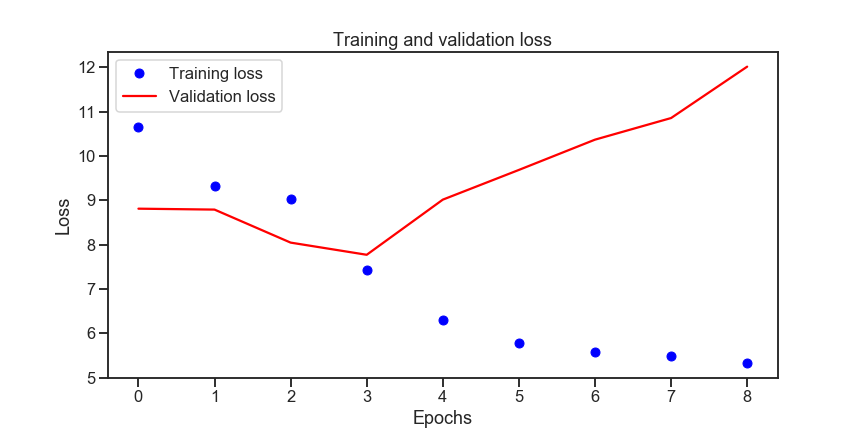 Training and validation loss
Training loss
Validation loss
12
11
10
9
8
7
6
5
Loss
0 1 2 3 4 5 6 7 8
Epochs